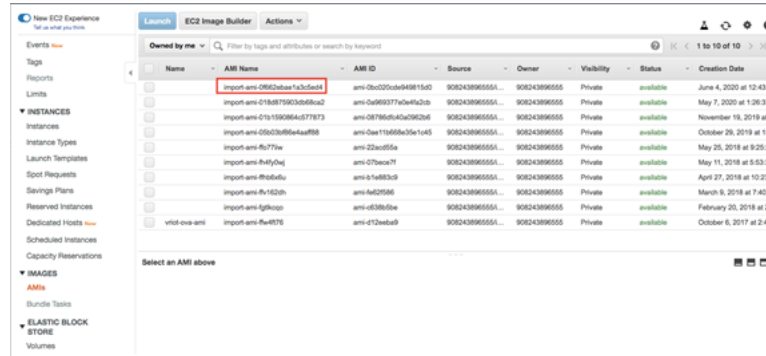 New EC2 Experience
Tell us what you think
Events New
Tags
Reports
Limits
INSTANCES
Instances
Instance Types
Launch Templates
Spot Requests
Savings Plans
Reserved Instances
Dedicated Hosts New
Scheduled Instances
Capacity Reservations
IMAGES
AMIs
Bundle Tasks
ELASTIC BLOCK
STORE
Volumes
Launch EC2 Image Builder Actions
Owned by me Filter by tags and attributes or search by keyword 1 to 10 of 10
Name AMI Name AMI ID Source Owner Visibility Status Creation Date
import-ami-0f662ebae1a3c5ed4 ami-0bc020cde949815d0 908243896555/i... 908243896555 Private available June 4, 2020 at 12:43
import-ami-018d875903db68ca2 ami-0a969377e0e4fa2cb 908243896555/i... 908243896555 Private available May 7, 2020 at 1:26:3
import-ami-01b1590864c577873 ami-08786dfc40a0962b6 908243896555/i... 908243896555 Private available November 19, 2019 a
import-ami-05b03bf86e4aaff88 ami-0ae11b668e35e1c45 908243896555/i... 908243896555 Private available October 29, 2019 at 1
import-ami-ffo77iiw ami-22acd55a 908243896555/i... 908243896555 Private available May 25, 2018 at 9:25:
import-ami-fh4fy0wj ami-07bece7f 908243896555/i... 908243896555 Private available May 11, 2018 at 5:53:
import-ami-ffhb6x6u ami-b1e883c9 908243896555/i... 908243896555 Private available April 27, 2018 at 10:2
import-ami-ffv162dh ami-fe62f586 908243896555/i... 908243896555 Private available March 9, 2018 at 7:40
import-ami-fgtlkoqo ami-c638b5be 908243896555/i... 908243896555 Private available February 20, 2018 at
vriot-ova-ami import-ami-ffw4ft76 ami-d12eeba9 908243896555/i... 908243896555 Private available October 6, 2017 at 2:4
Select an AMI above